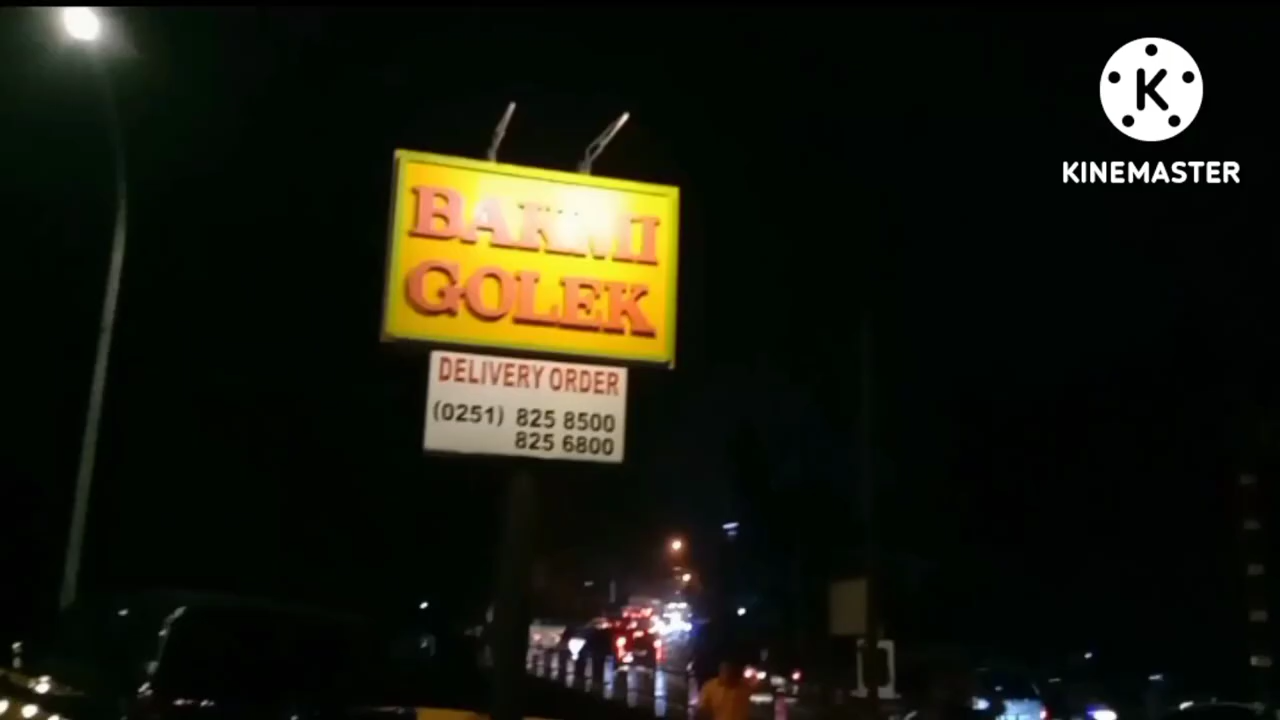 BAKMI
GOLEK
DELIVERY ORDER
(0251) 825 8500
825 6800
K
KINEMASTER